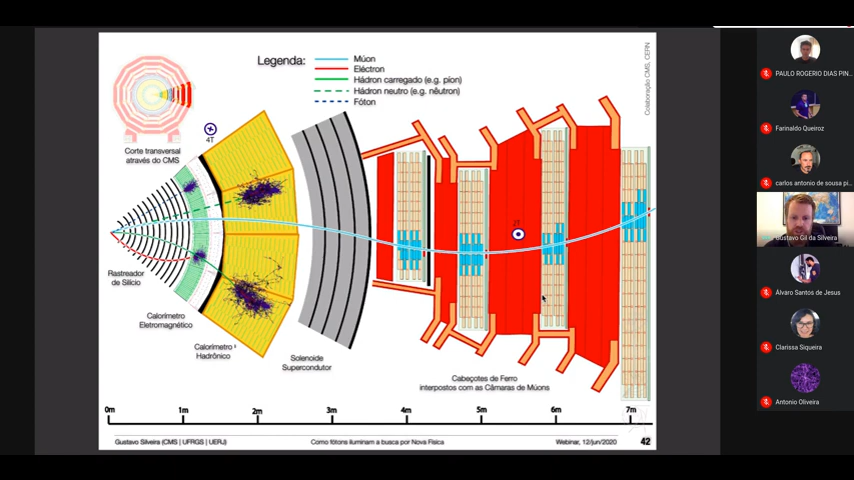 Legenda:
Múon
Eléctron
Hádron carregado (e.g. píon)
Hádron neutro (e.g. nêutron)
Fóton
Colaboração CMS, CERN
4T
Corte transversal
através do CMS
2T
Rastreador
de Silício
Calorímetro
Eletromagnético
Calorímetro
Hadrônico
Solenoide
Supercondutor
Cabeçotes de Ferro
interpostos com as Câmaras de Múons
0m 1m 2m 3m 4m 5m 6m 7m
Gustavo Silveira (CMS | UFRGS | UERJ) Como fótons iluminam a busca por Nova Física Webinar, 12/jun/2020 42
PAULO ROGERIO DIAS PIN...
Farinaldo Queiroz
carlos antonio de sousa pi...
Gustavo Gil da Silveira
Álvaro Santos de Jesus
Clarissa Siqueira
Antonio Oliveira